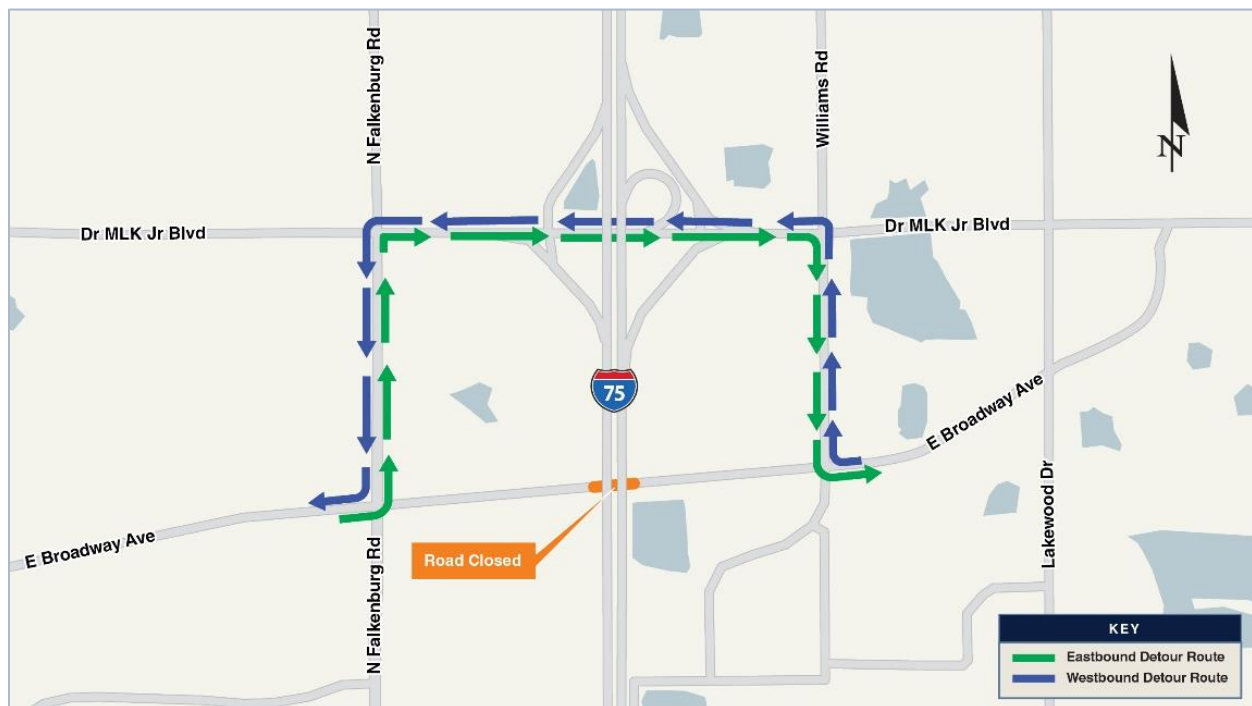 N Falkenburg Rd
Williams Rd
N
Dr MLK Jr Blvd
Dr MLK Jr Blvd
75
E Broadway Ave
E Broadway Ave
Road Closed
Lakewood Dr
N Falkenburg Rd
KEY
Eastbound Detour Route
Westbound Detour Route